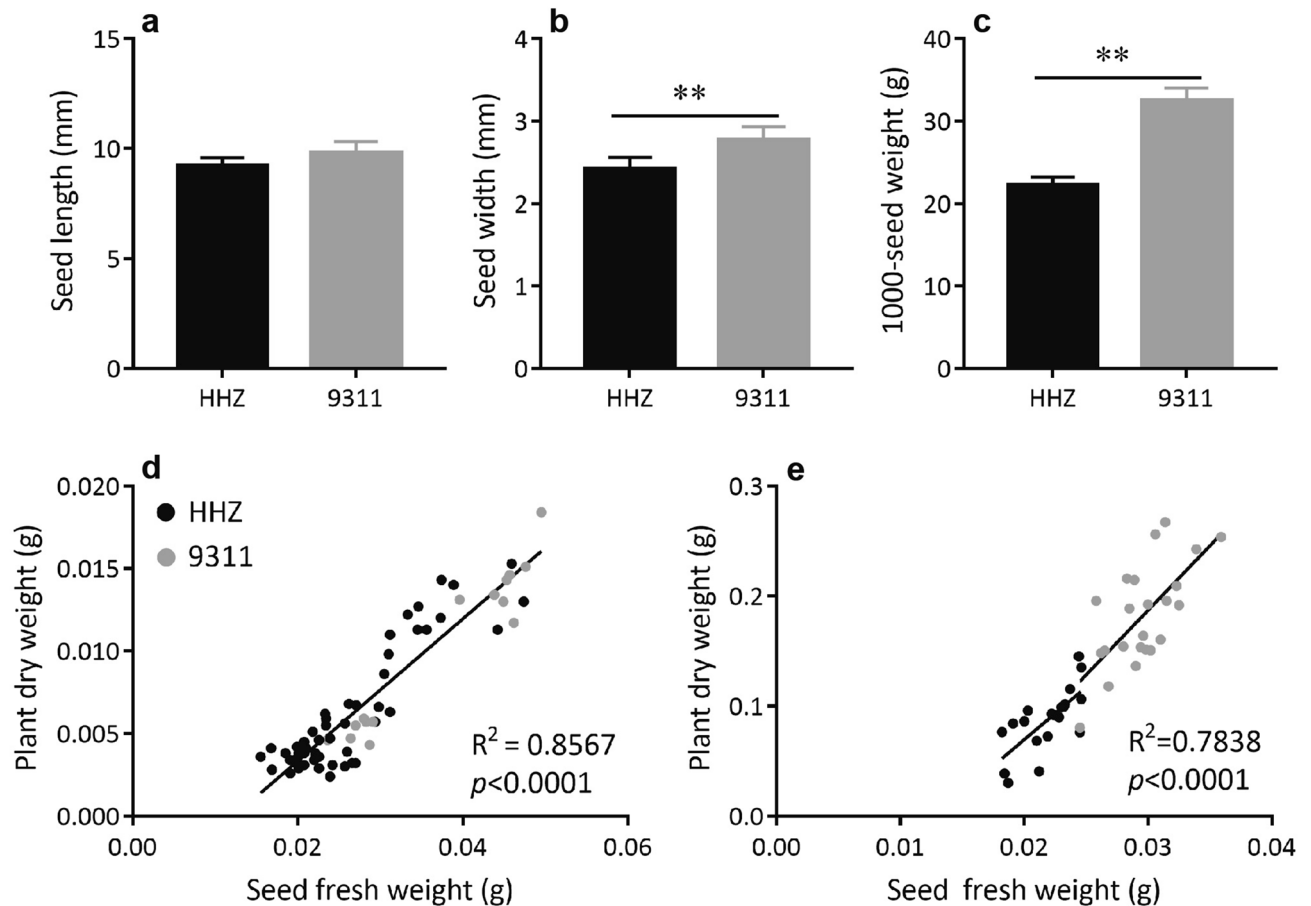 a
15
10
5
0
Seed length (mm)
HHZ
9311
b
**
4
3
2
1
0
Seed width (mm)
HHZ
9311
c
**
40
30
20
10
0
1000-seed weight (g)
HHZ
9311
d
HHZ
9311
0.020
0.015
0.010
0.005
0.000
Plant dry weight (g)
R² = 0.8567
p<0.0001
0.00
0.02
0.04
0.06
Seed fresh weight (g)
e
0.3
0.2
0.1
0.0
Plant dry weight (g)
R²=0.7838
p<0.0001
0.00
0.01
0.02
0.03
0.04
Seed fresh weight (g)